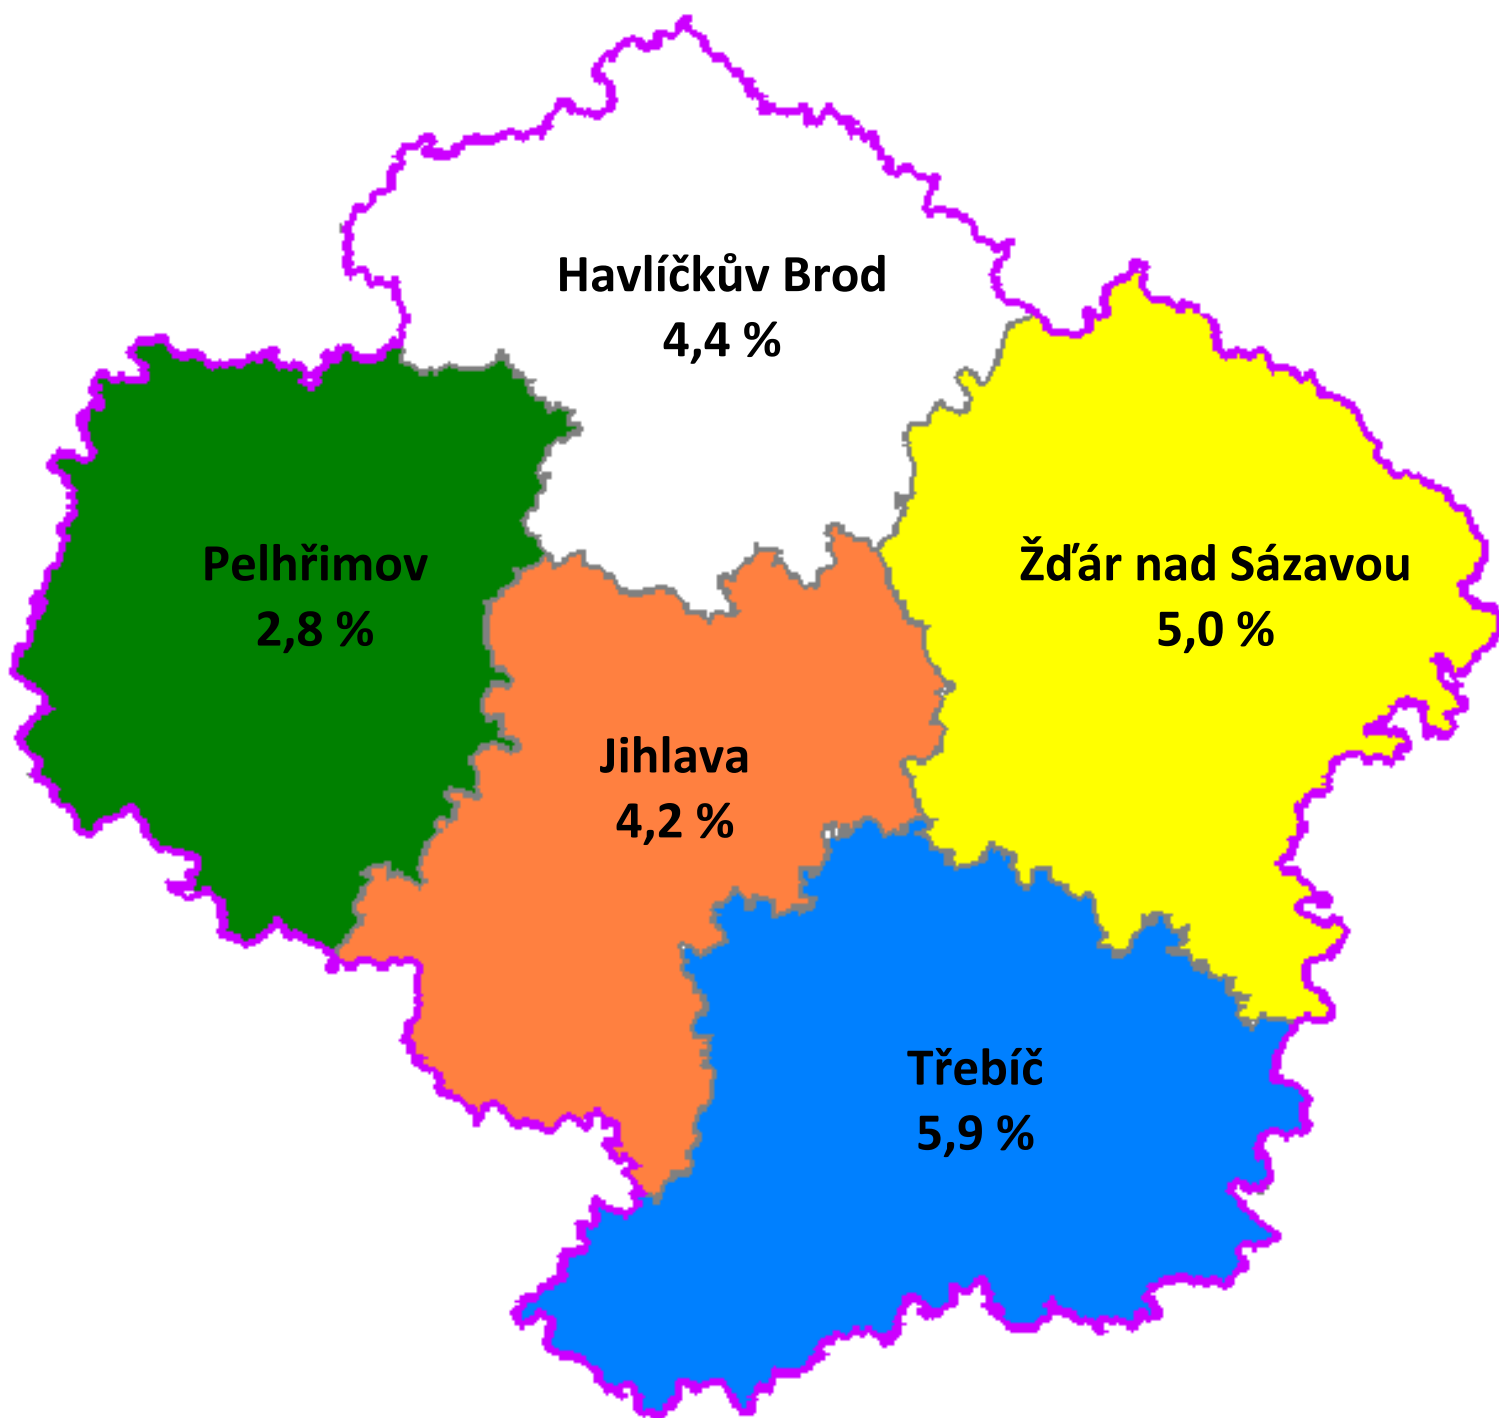 Havlíčkův Brod
4,4 %
Pelhřimov
2,8 %
Žďár nad Sázavou
5,0 %
Jihlava
4,2 %
Třebíč
5,9 %